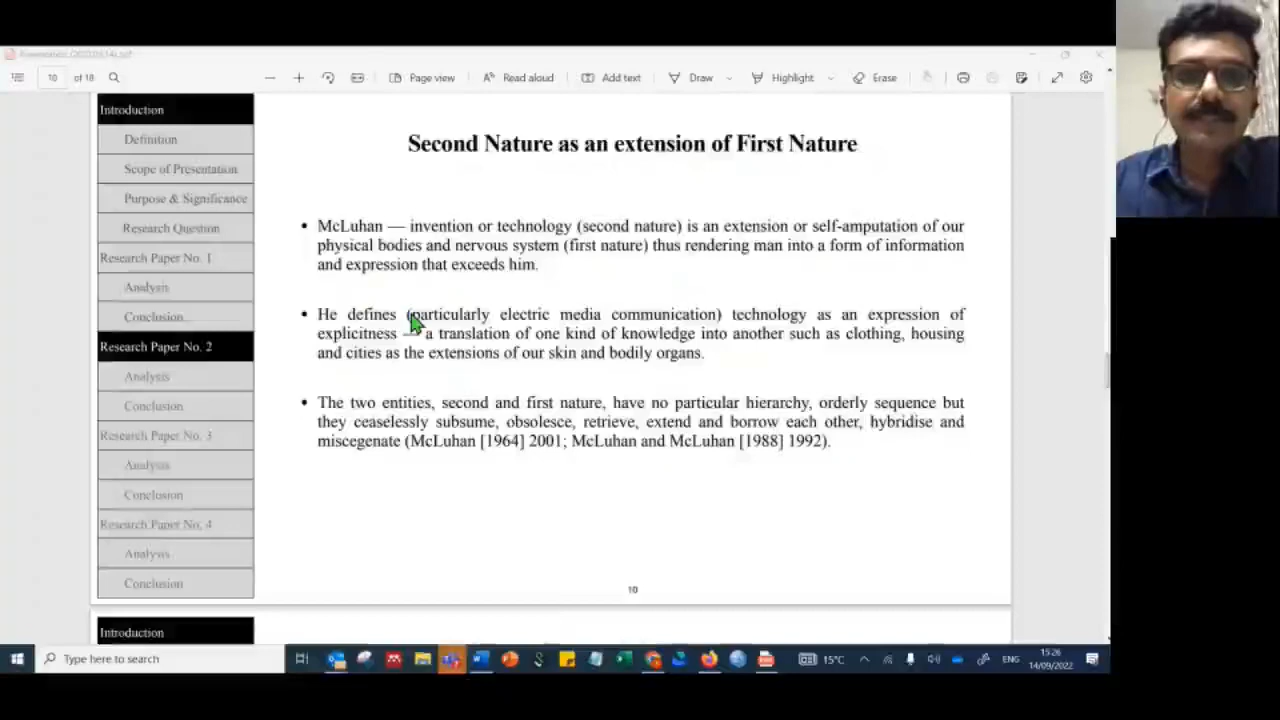 10 of 18
Page view
Read aloud
Add text
Draw
Highlight
Erase
Introduction
Definition
Scope of Presentation
Purpose & Significance
Research Question
Research Paper No. 1
Analysis
Conclusion
Research Paper No. 2
Analysis
Conclusion
Research Paper No. 3
Analysis
Conclusion
Research Paper No. 4
Analysis
Conclusion
Second Nature as an extension of First Nature
• McLuhan — invention or technology (second nature) is an extension or self-amputation of our
physical bodies and nervous system (first nature) thus rendering man into a form of information
and expression that exceeds him.
• He defines (particularly electric media communication) technology as an expression of
explicitness — a translation of one kind of knowledge into another such as clothing, housing
and cities as the extensions of our skin and bodily organs.
• The two entities, second and first nature, have no particular hierarchy, orderly sequence but
they ceaselessly subsume, obsolesce, retrieve, extend and borrow each other, hybridise and
miscegenate (McLuhan [1964] 2001; McLuhan and McLuhan [1988] 1992).
10
Introduction
Type here to search
15°C
ENG
15:26
14/09/2022